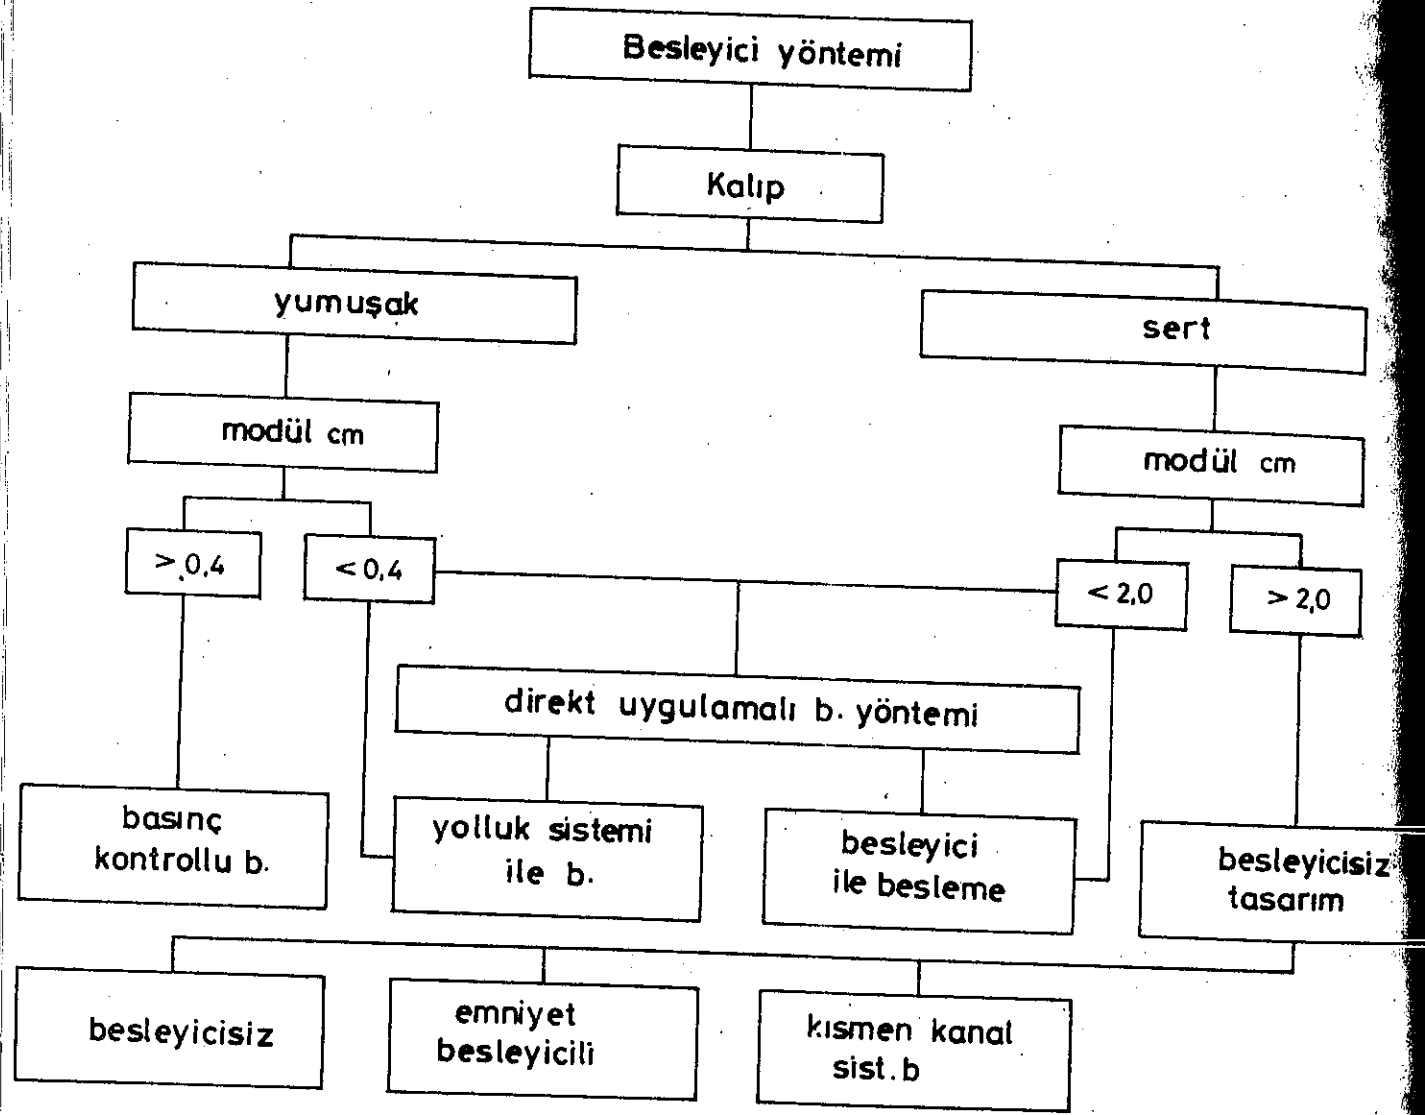 Besleyici yöntemi
Kalıp
yumuşak
sert
modül cm
modül cm
> 0,4
< 0,4
< 2,0
> 2,0
direkt uygulamalı b. yöntemi
basınç
kontrollu b.
yolluk sistemi
ile b.
besleyici
ile besleme
besleyicisiz
tasarım
besleyicisiz
emniyet
besleyicili
kısmen kanal
sist. b